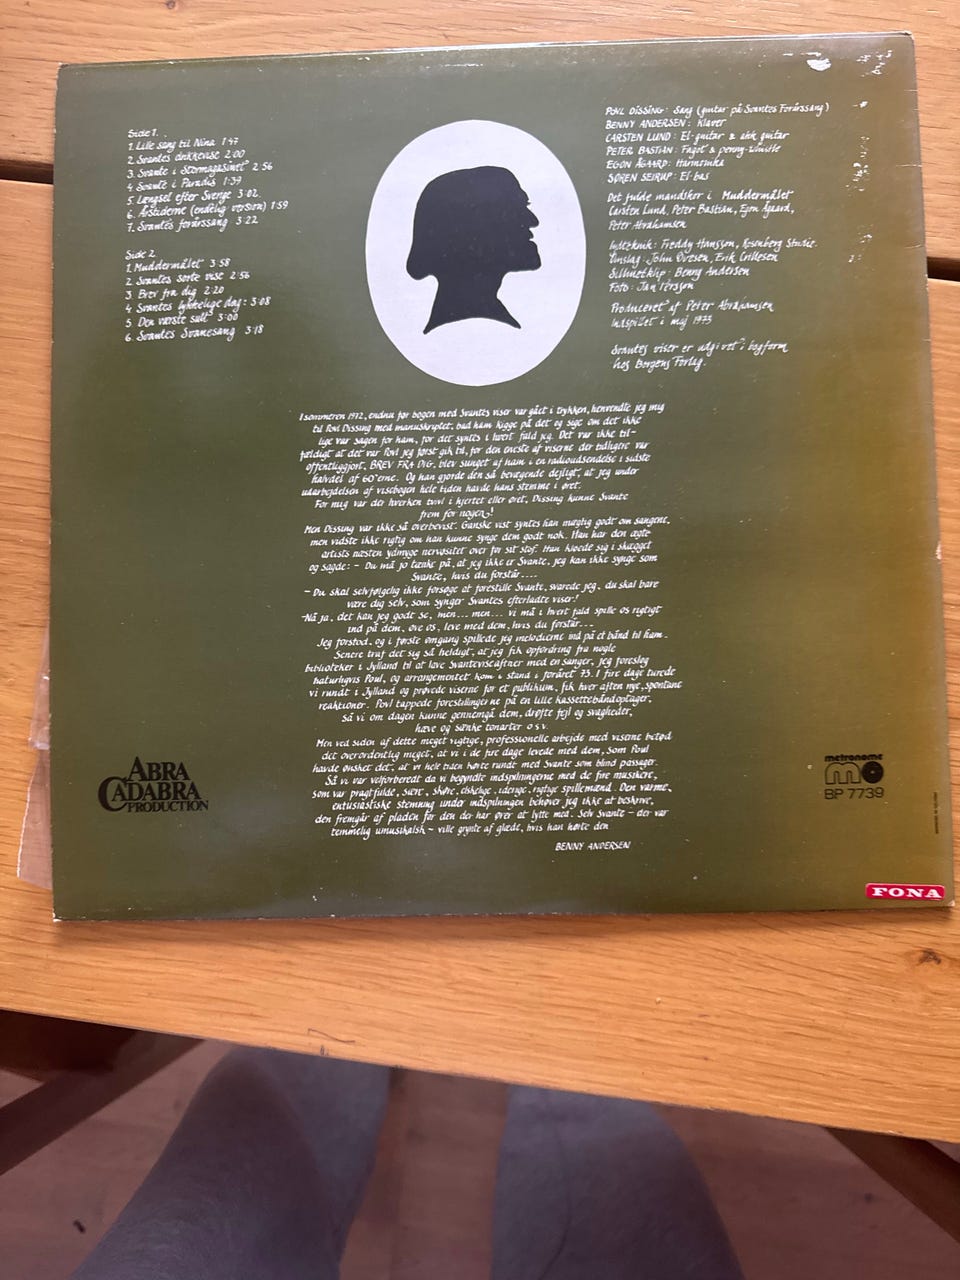 Side 1.
1. Lille sang til Nina 1:47
2. Svantes drikkevise 2:00
3. Svante i Stormagasinet 2:56
4. Svante i Paradis 1:39
5. Længsel efter Sverige 3:02
6. Årstiderne (endelig version) 1:59
7. Svantes forårssang 3:22
Side 2
1. Muddermålet 3:58
2. Svantes sorte vise 2:56
3. Brev fra dig 2:20
4. Svantes lykkelige dag: 3:08
5. Den værste sult 3:00
6. Svantes Svanesang 3:18
POVL DISSING: Sang (guitar på Svantes Forårssang)
BENNY ANDERSEN: Klaver
CARSTEN LUND: El-guitar & akk guitar
PETER BASTIAN: Fagot & penny-whistle
EGON ÅGAARD: Harmonika
SØREN SEIRUP: El-bas
Det fulde mandskor i Muddermålet
Carsten Lund, Peter Bastian, Egon Ågaard,
Peter Abrahamsen
Lydteknik: Freddy Hansson, Rosenberg Studie.
Omslag: John Ovesen, Erik Crillesen
Silhuetklip: Benny Andersen
Foto: Jan Persson
Produceret af Peter Abrahamsen
Indspillet i maj 1973
Svantes viser er udgivet i bogform
hos Borgens Forlag.
I sommeren 1972, endnu før bogen med Svantes viser var gået i trykken, henvendte jeg mig
til Povl Dissing med manuskriptet, bad ham kigge på det og sige om det ikke
lige var sagen for ham, for det syntes i hvert fald jeg. Det var ikke til-
fældigt at det var Povl jeg først gik til, for den eneste af viserne der tidligere var
offentliggjort, BREV FRA DIG, blev sunget af ham i en radioudsendelse i sidste
halvdel af 60'erne. Og han gjorde den så bevægende dejligt, at jeg under
udarbejdelsen af visebogen hele tiden havde hans stemme i øret.
For mig var der hverken tvivl i hjertet eller øret, Dissing kunne Svante
frem for nogen!
Men Dissing var ikke så overbevist. Ganske vist syntes han mægtig godt om sangene,
men vidste ikke rigtig om han kunne synge dem godt nok. Han har den ægte
artists næsten ydmyge nervøsitet over for sit stof. Han kløede sig i skægget
og sagde: - Du må jo tænke på, at jeg ikke er Svante, jeg kan ikke synge som
Svante, hvis du forstår....
- Du skal selvfølgelig ikke forsøge at forestille Svante, svarede jeg, du skal bare
være dig selv, som synger Svantes efterladte viser!
-Nå ja, det kan jeg godt se, men... men... vi må i hvert fald spille os rigtigt
ind på dem, øve os, leve med dem, hvis du forstår...
Jeg forstod, og i første omgang spillede jeg melodierne ind på et bånd til ham.
Senere traf det sig så heldigt, at jeg fik opfordring fra nogle
biblioteker i Jylland til at lave Svanteviseaftner med en sanger, jeg foreslog
naturligvis Poul, og arrangementet kom i stand i foråret 73. I fire dage turede
vi rundt i Jylland og prøvede viserne for et publikum, fik hver aften nye, spontane
reaktioner. Povl tappede forestillingerne på en lille kassettebåndoptager,
så vi om dagen kunne gennemgå dem, drøfte fejl og svagheder,
hæve og sænke tonarter o.s.v.
Men ved siden af dette meget vigtige, professionelle arbejde med viserne betød
det overordentlig meget, at vi i de fire dage levede med dem, som Poul
havde ønsket det, at vi hele tiden kørte rundt med Svante som blind passager.
Så vi var velforberedt da vi begyndte indspilningerne med de fire musikere,
som var pragtfulde, sære, skøre, elskelige, iderige, rigtige spillemænd. Den varme,
entusiastiske stemning under indspilningen behøver jeg ikke at beskrive,
den fremgår af pladen for den der har ører at lytte med. Selv Svante - der var
temmelig umusikalsk - ville grynte af glæde, hvis han hørte den
BENNY ANDERSEN
ABRA
CADABRA
PRODUCTION
metronome
BP 7739
FONA